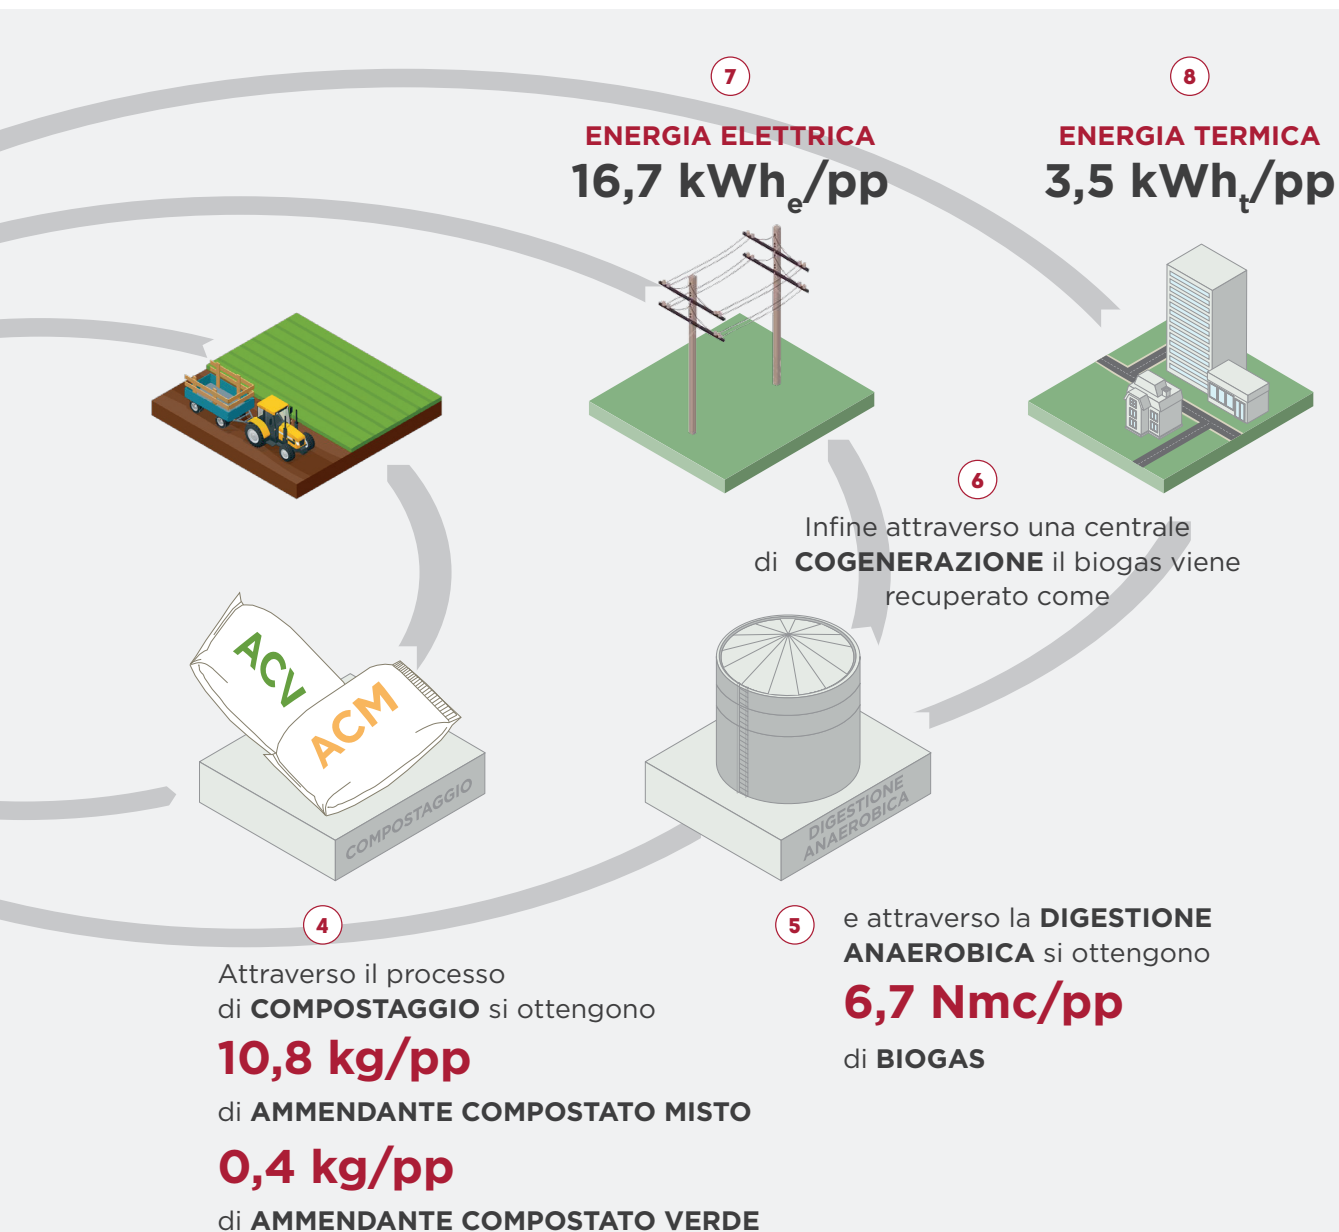 7
ENERGIA ELETTRICA
16,7 kWhe/pp
8
ENERGIA TERMICA
3,5 kWht/pp
6
Infine attraverso una centrale
di COGENERAZIONE il biogas viene
recuperato come
ACV
ACM
COMPOSTAGGIO
DIGESTIONE
ANAEROBICA
4
Attraverso il processo
di COMPOSTAGGIO si ottengono
10,8 kg/pp
di AMMENDANTE COMPOSTATO MISTO
0,4 kg/pp
di AMMENDANTE COMPOSTATO VERDE
5
e attraverso la DIGESTIONE
ANAEROBICA si ottengono
6,7 Nmc/pp
di BIOGAS